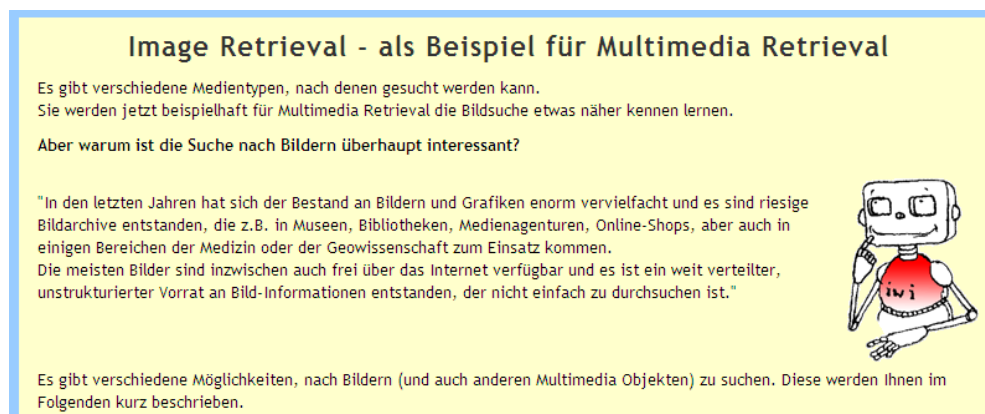 Image Retrieval - als Beispiel für Multimedia Retrieval
Es gibt verschiedene Medientypen, nach denen gesucht werden kann.
Sie werden jetzt beispielhaft für Multimedia Retrieval die Bildsuche etwas näher kennen lernen.
Aber warum ist die Suche nach Bildern überhaupt interessant?
"In den letzten Jahren hat sich der Bestand an Bildern und Grafiken enorm vervielfacht und es sind riesige
Bildarchive entstanden, die z.B. in Museen, Bibliotheken, Medienagenturen, Online-Shops, aber auch in
einigen Bereichen der Medizin oder der Geowissenschaft zum Einsatz kommen.
Die meisten Bilder sind inzwischen auch frei über das Internet verfügbar und es ist ein weit verteilter,
unstrukturierter Vorrat an Bild-Informationen entstanden, der nicht einfach zu durchsuchen ist."
iwi
Es gibt verschiedene Möglichkeiten, nach Bildern (und auch anderen Multimedia Objekten) zu suchen. Diese werden Ihnen im
Folgenden kurz beschrieben.